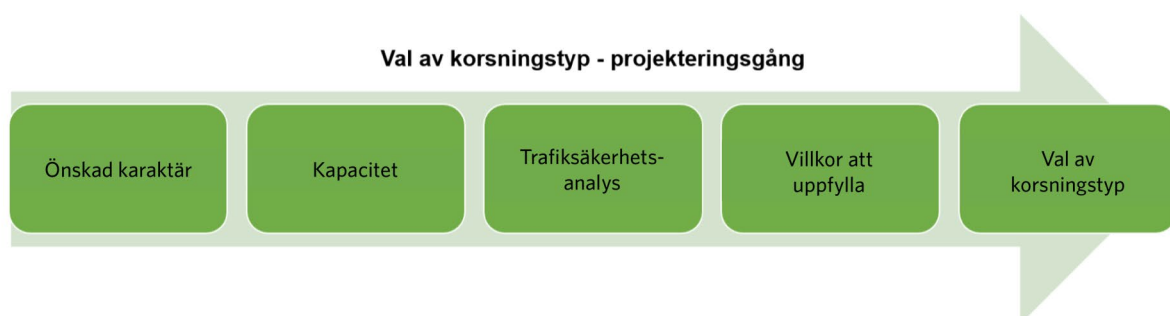 Val av korsningstyp - projekteringsgång
Önskad karaktär
Kapacitet
Trafiksäkerhets-
analys
Villkor att
uppfylla
Val av
korsningstyp